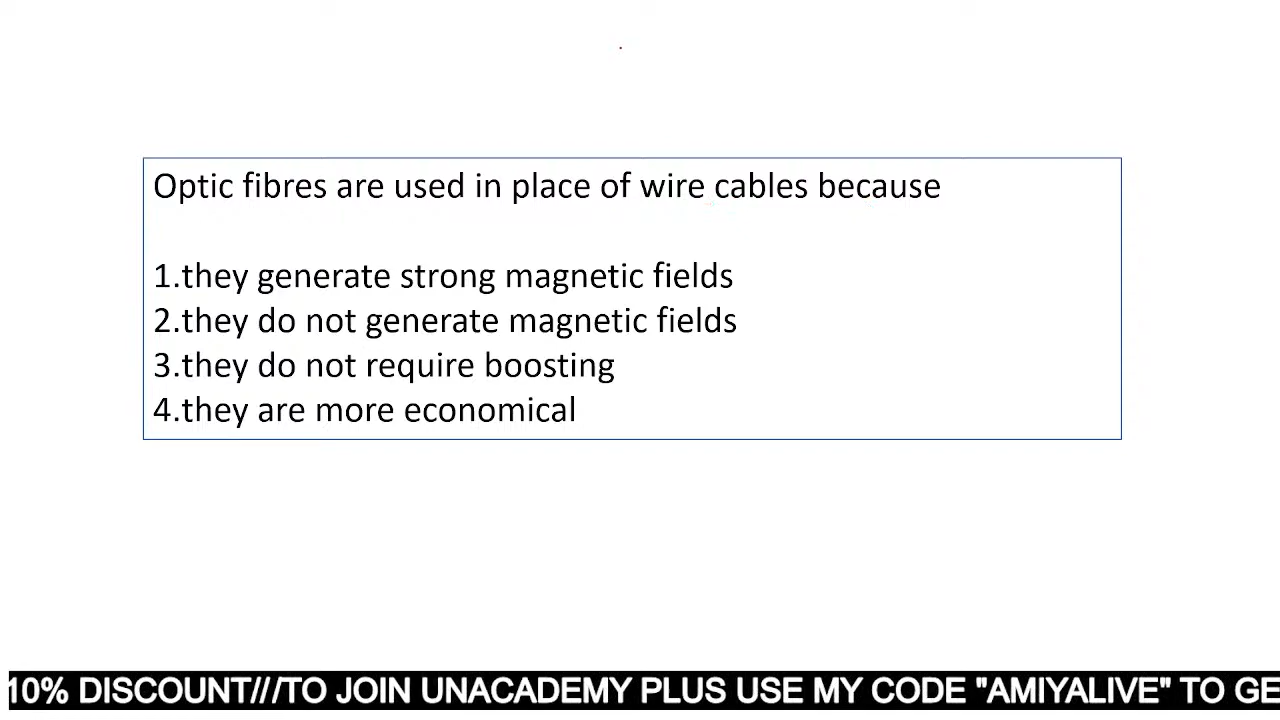 Optic fibres are used in place of wire cables because
1.they generate strong magnetic fields
2.they do not generate magnetic fields
3.they do not require boosting
4.they are more economical
10% DISCOUNT///TO JOIN UNACADEMY PLUS USE MY CODE "AMIYALIVE" TO GE